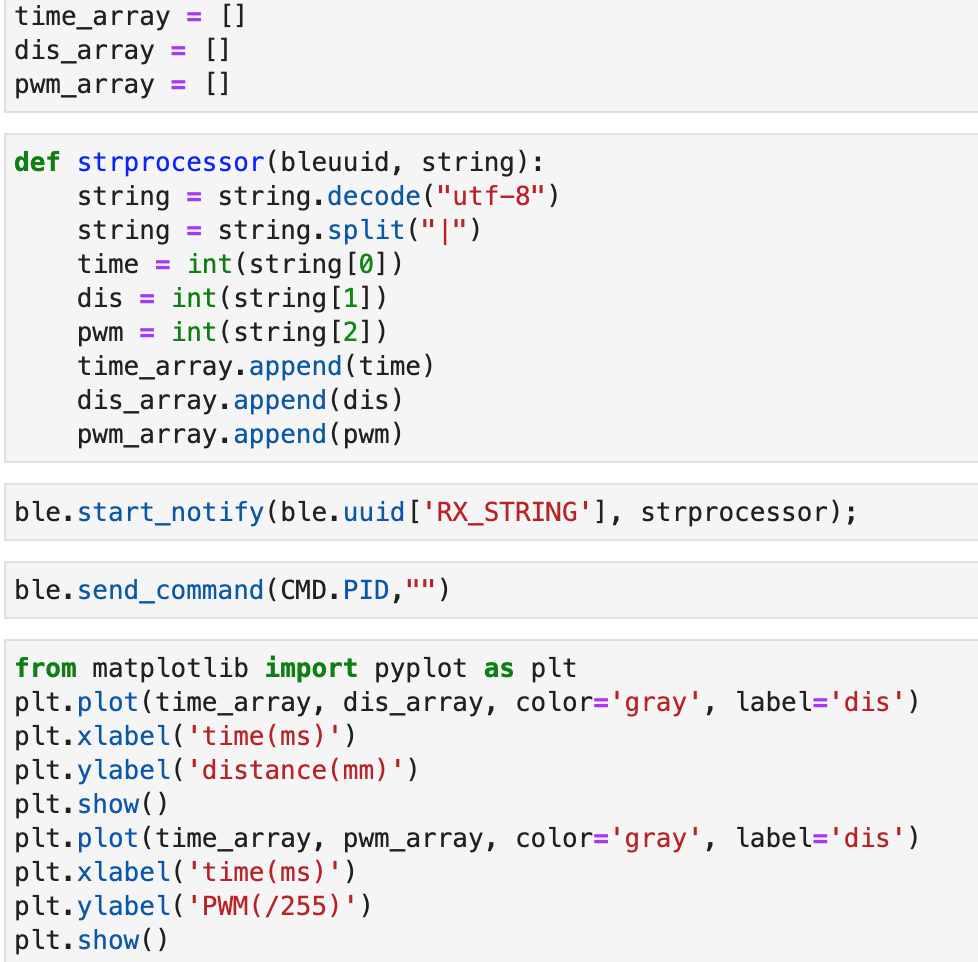 time_array = []
dis_array = []
pwm_array = []
def strprocessor(bleuuid, string):
    string = string.decode("utf-8")
    string = string.split("|")
    time = int(string[0])
    dis = int(string[1])
    pwm = int(string[2])
    time_array.append(time)
    dis_array.append(dis)
    pwm_array.append(pwm)
ble.start_notify(ble.uuid['RX_STRING'], strprocessor);
ble.send_command(CMD.PID,"")
from matplotlib import pyplot as plt
plt.plot(time_array, dis_array, color='gray', label='dis')
plt.xlabel('time(ms)')
plt.ylabel('distance(mm)')
plt.show()
plt.plot(time_array, pwm_array, color='gray', label='dis')
plt.xlabel('time(ms)')
plt.ylabel('PWM(/255)')
plt.show()